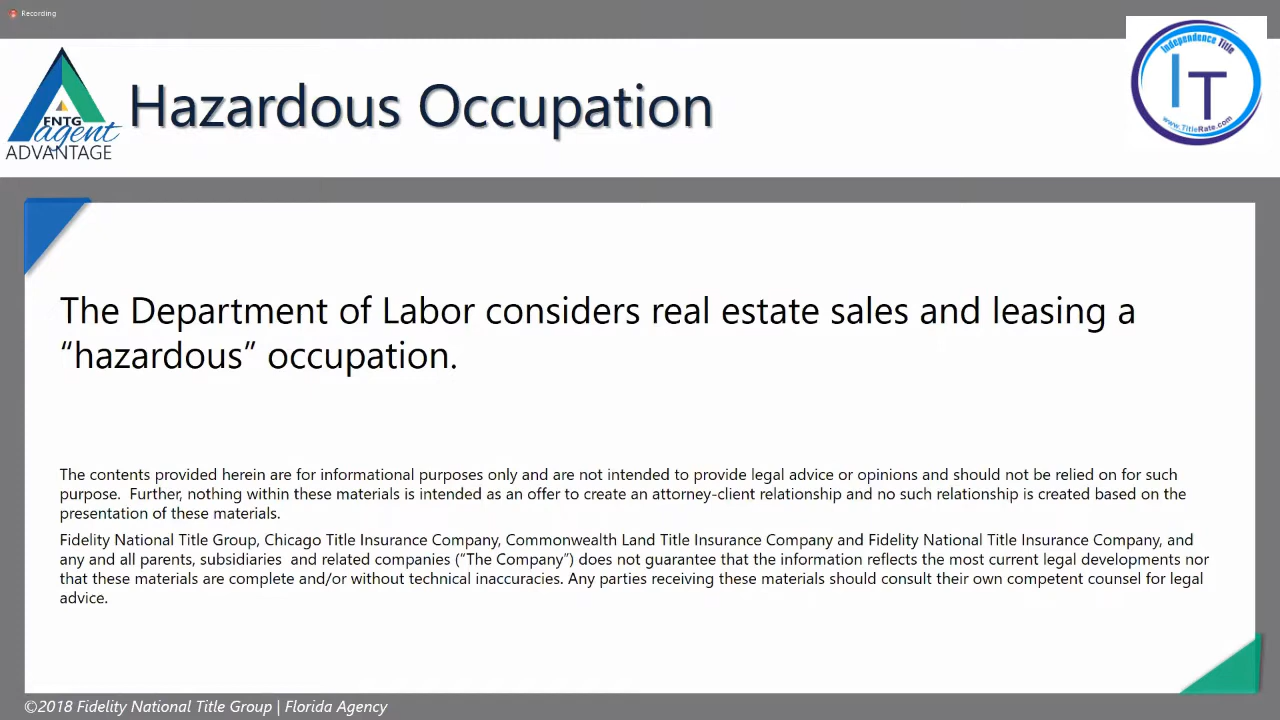 Recording
Independence Title
IT
www.TitleRate.com
FNTG
agent
ADVANTAGE
Hazardous Occupation
The Department of Labor considers real estate sales and leasing a
“hazardous” occupation.
The contents provided herein are for informational purposes only and are not intended to provide legal advice or opinions and should not be relied on for such
purpose.  Further, nothing within these materials is intended as an offer to create an attorney-client relationship and no such relationship is created based on the
presentation of these materials.
Fidelity National Title Group, Chicago Title Insurance Company, Commonwealth Land Title Insurance Company and Fidelity National Title Insurance Company, and
any and all parents, subsidiaries  and related companies (“The Company”) does not guarantee that the information reflects the most current legal developments nor
that these materials are complete and/or without technical inaccuracies. Any parties receiving these materials should consult their own competent counsel for legal
advice.
©2018 Fidelity National Title Group | Florida Agency